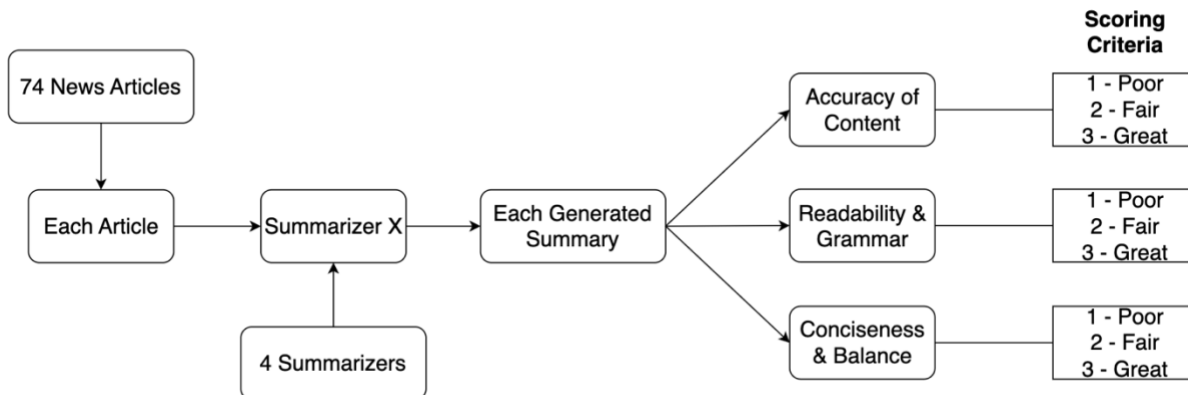 Scoring
Criteria
74 News Articles
Each Article
Summarizer X
4 Summarizers
Each Generated
Summary
Accuracy of
Content
1 - Poor
2 - Fair
3 - Great
Readability &
Grammar
1 - Poor
2 - Fair
3 - Great
Conciseness
& Balance
1 - Poor
2 - Fair
3 - Great